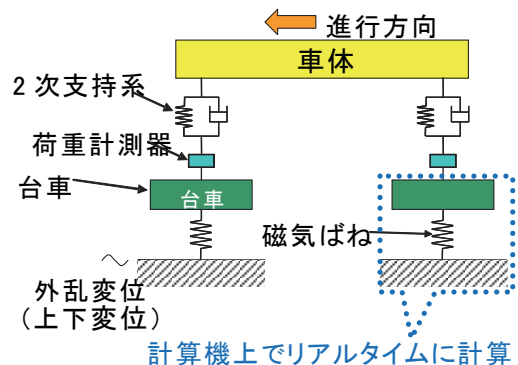 進行方向
車体
2次支持系
荷重計測器
台車
台車
磁気ばね
外乱変位
(上下変位)
計算機上でリアルタイムに計算